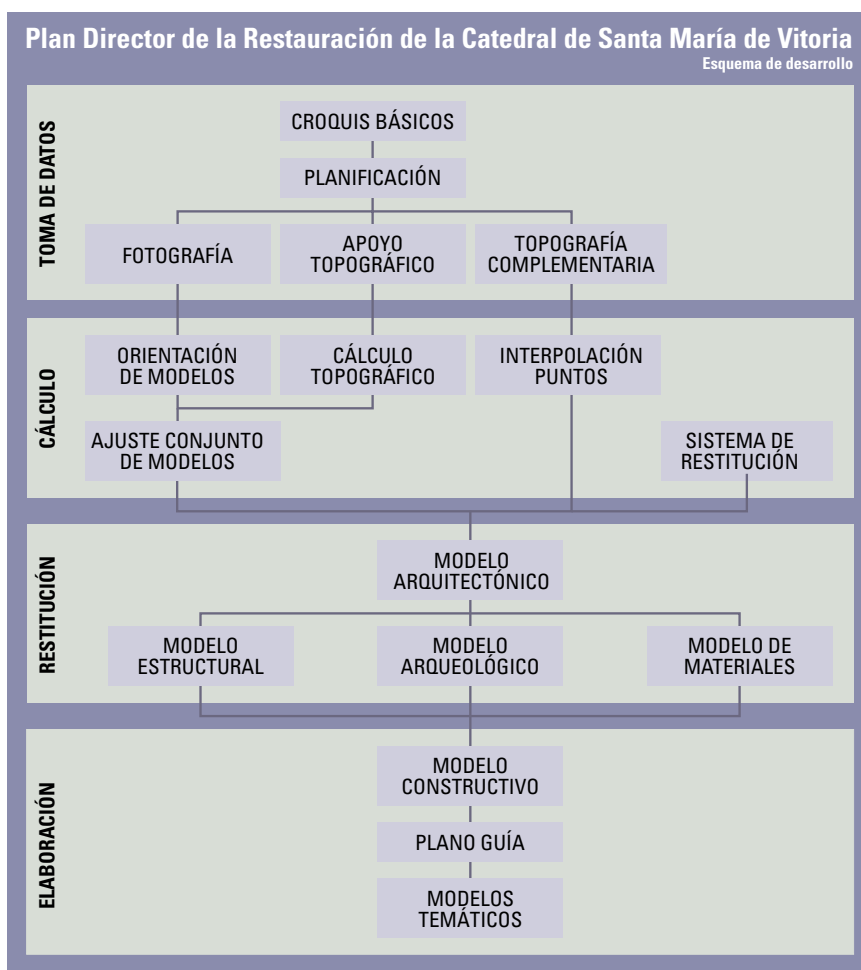 Plan Director de la Restauración de la Catedral de Santa María de Vitoria
Esquema de desarrollo
TOMA DE DATOS
CROQUIS BÁSICOS
PLANIFICACIÓN
FOTOGRAFÍA
APOYO
TOPOGRÁFICO
TOPOGRAFÍA
COMPLEMENTARIA
CÁLCULO
ORIENTACIÓN
DE MODELOS
CÁLCULO
TOPOGRÁFICO
INTERPOLACIÓN
PUNTOS
AJUSTE CONJUNTO
DE MODELOS
SISTEMA DE
RESTITUCIÓN
RESTITUCIÓN
MODELO
ARQUITECTÓNICO
MODELO
ESTRUCTURAL
MODELO
ARQUEOLÓGICO
MODELO DE
MATERIALES
ELABORACIÓN
MODELO
CONSTRUCTIVO
PLANO GUÍA
MODELOS
TEMÁTICOS